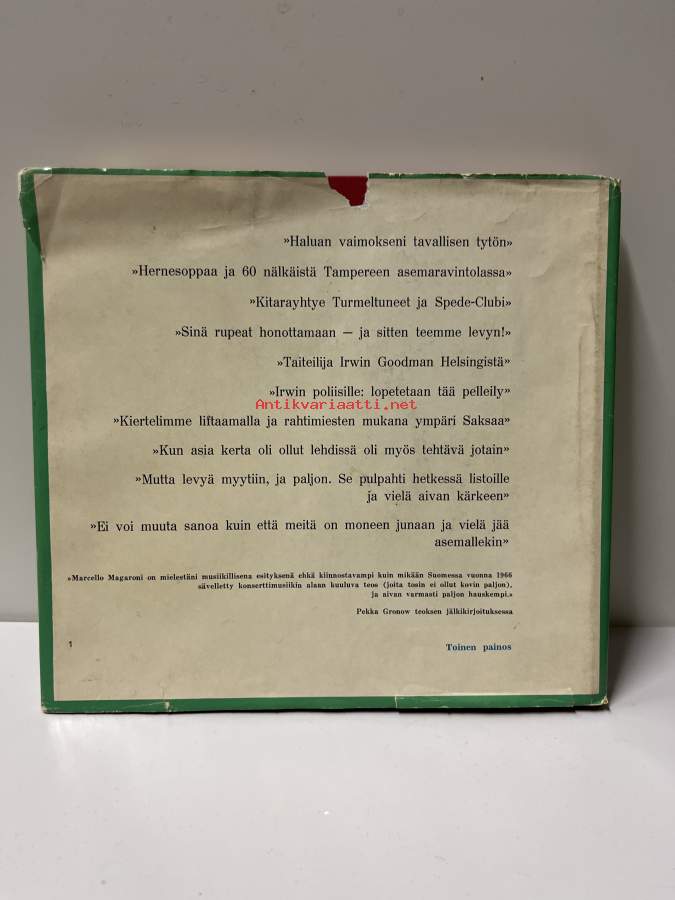 »Haluan vaimokseni tavallisen tytön»
»Hernesoppaa ja 60 nälkäistä Tampereen asemaravintolassa»
»Kitarayhtye Turmeltuneet ja Spede-Clubi»
»Sinä rupeat honottamaan — ja sitten teemme levyn!»
»Taiteilija Irwin Goodman Helsingistä»
»Irwin poliisille: lopetetaan tää pelleily»
Antikvariaatti.net
»Kiertelimme liftaamalla ja rahtimiesten mukana ympäri Saksaa»
»Kun asia kerta oli ollut lehdissä oli myös tehtävä jotain»
»Mutta levyä myytiin, ja paljon. Se pulpahti hetkessä listoille
ja vielä aivan kärkeen»
»Ei voi muuta sanoa kuin että meitä on moneen junaan ja vielä jää
asemallekin»
»Marcello Magaroni on mielestäni musiikillisena esityksenä ehkä kiinnostavampi kuin mikään Suomessa vuonna 1966
sävelletty konserttimusiikin alaan kuuluva teos (joita tosin ei ollut kovin paljon),
ja aivan varmasti paljon hauskempi.»
Pekka Gronow teoksen jälkikirjoituksessa
1
Toinen painos